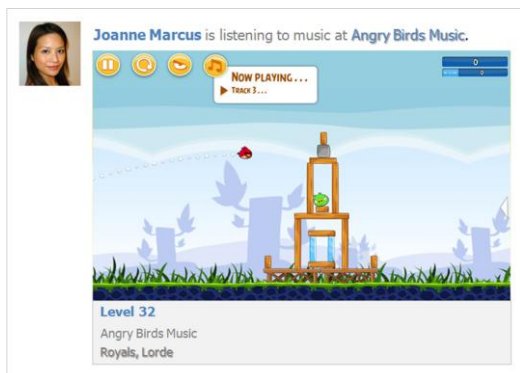 Joanne Marcus is listening to music at Angry Birds Music.
NOW PLAYING...
TRACK 3...
0
0
Level 32
Angry Birds Music
Royals, Lorde